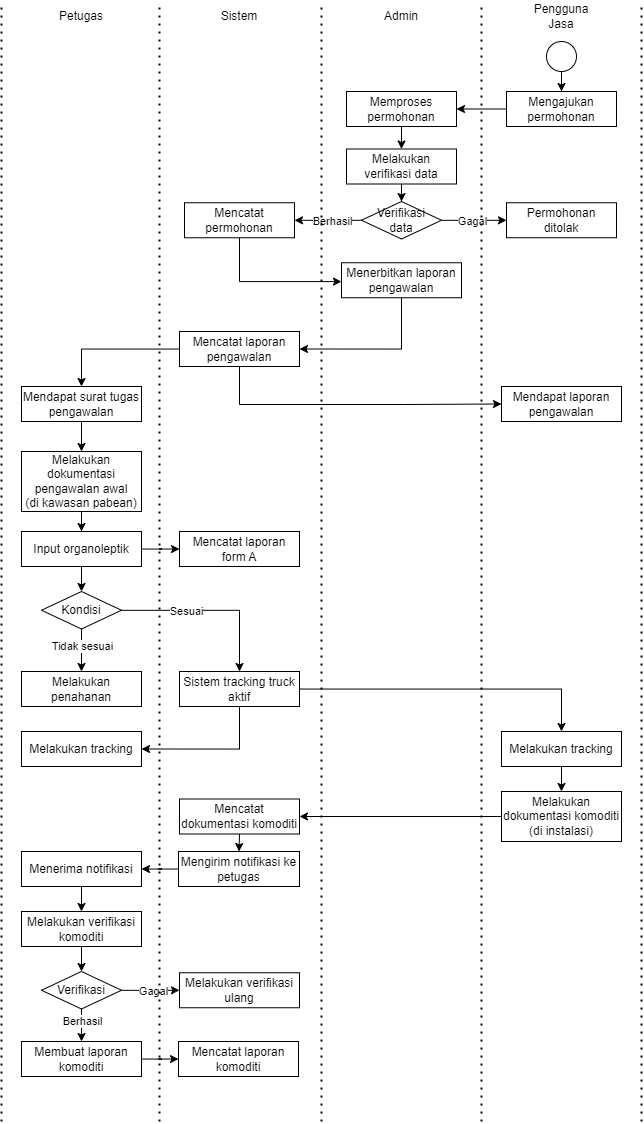 Petugas
Sistem
Admin
Pengguna
Jasa
Mengajukan
permohonan
Memproses
permohonan
Melakukan
verifikasi data
Verifikasi
data
Berhasil
Gagal
Mencatat
permohonan
Permohonan
ditolak
Menerbitkan laporan
pengawalan
Mencatat laporan
pengawalan
Mendapat surat tugas
pengawalan
Mendapat laporan
pengawalan
Melakukan
dokumentasi
pengawalan awal
(di kawasan pabean)
Input organoleptik
Mencatat laporan
form A
Kondisi
Sesuai
Tidak sesuai
Melakukan
penahanan
Sistem tracking truck
aktif
Melakukan tracking
Melakukan tracking
Melakukan
dokumentasi komoditi
(di instalasi)
Mencatat
dokumentasi komoditi
Mengirim notifikasi ke
petugas
Menerima notifikasi
Melakukan verifikasi
komoditi
Verifikasi
Gagal
Melakukan verifikasi
ulang
Berhasil
Membuat laporan
komoditi
Mencatat laporan
komoditi